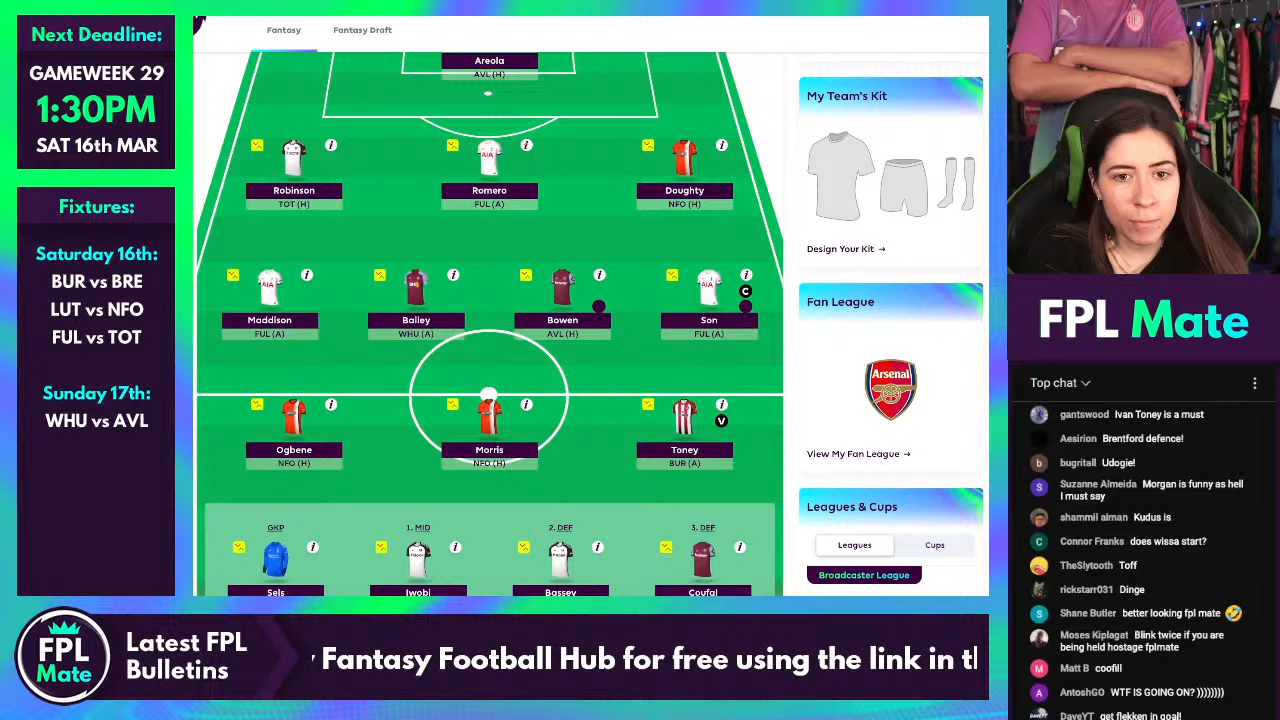 Next Deadline:
GAMEWEEK 29
1:30PM
SAT 16th MAR
Fixtures:
Saturday 16th:
BUR vs BRE
LUT vs NFO
FUL vs TOT
Sunday 17th:
WHU vs AVL
Fantasy
Fantasy Draft
Areola
AVL (H)
Robinson
TOT (H)
Romero
FUL (A)
Doughty
NFO (H)
Maddison
FUL (A)
Bailey
WHU (A)
Bowen
AVL (H)
C
Son
FUL (A)
Ogbene
NFO (H)
Morris
NFO (H)
V
Toney
BUR (A)
GKP
1. MID
2. DEF
3. DEF
Sels
Iwobi
Bassey
Coufal
My Team's Kit
Design Your Kit →
Fan League
Arsenal
View My Fan League →
Leagues & Cups
Leagues
Cups
Broadcaster League
FPL Mate
Top chat
gantswood Ivan Toney is a must
Aesirion Brentford defence!
b bugritall Udogie!
S Suzanne Almeida Morgan is funny as hell
I must say
shammil aiman Kudus is
C Connor Franks does wissa start?
TheSlytooth Toff
rickstarr031 Dinge
S Shane Butler better looking fpl mate 🤣
Moses Kiplagat Blink twice if you are
being held hostage fplmate
M Matt B coofill
A AntoshGO WTF IS GOING ON? ))))))))
DaveYT get flekken in goal!
FPL
Mate
Latest FPL
Bulletins
Fantasy Football Hub for free using the link in